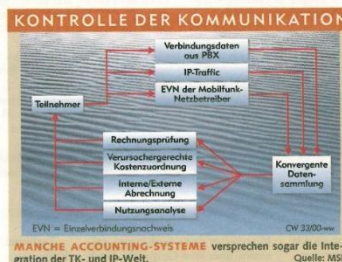 KONTROLLE DER KOMMUNIKATION
Verbindungsdaten
aus PBX
IP-Traffic
EVN der Mobilfunk-
Netzbetreiber
Teilnehmer
Rechnungsprüfung
Verursachergerechte
Kostenzuordnung
Interne/Externe
Abrechnung
Nutzungsanalyse
Konvergente
Daten-
sammlung
EVN = Einzelverbindungsnachweis
CW 33/00-ww
MANCHE ACCOUNTING-SYSTEME versprechen sogar die Inte-
gration der TK- und IP-Welt.
Quelle: MSI